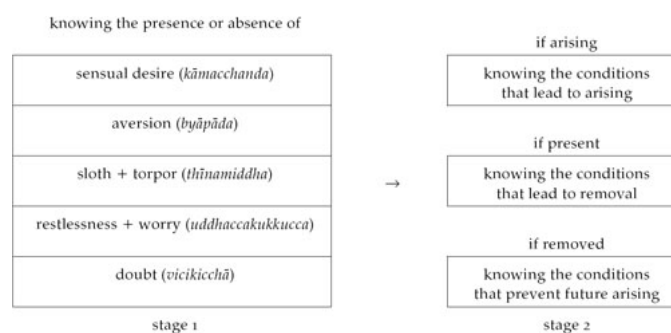 knowing the presence or absence of
sensual desire (kāmacchanda)
aversion (byāpāda)
sloth + torpor (thīnamiddha)
restlessness + worry (uddhaccakukkucca)
doubt (vicikicchā)
stage 1
→
if arising
knowing the conditions
that lead to arising
if present
knowing the conditions
that lead to removal
if removed
knowing the conditions
that prevent future arising
stage 2